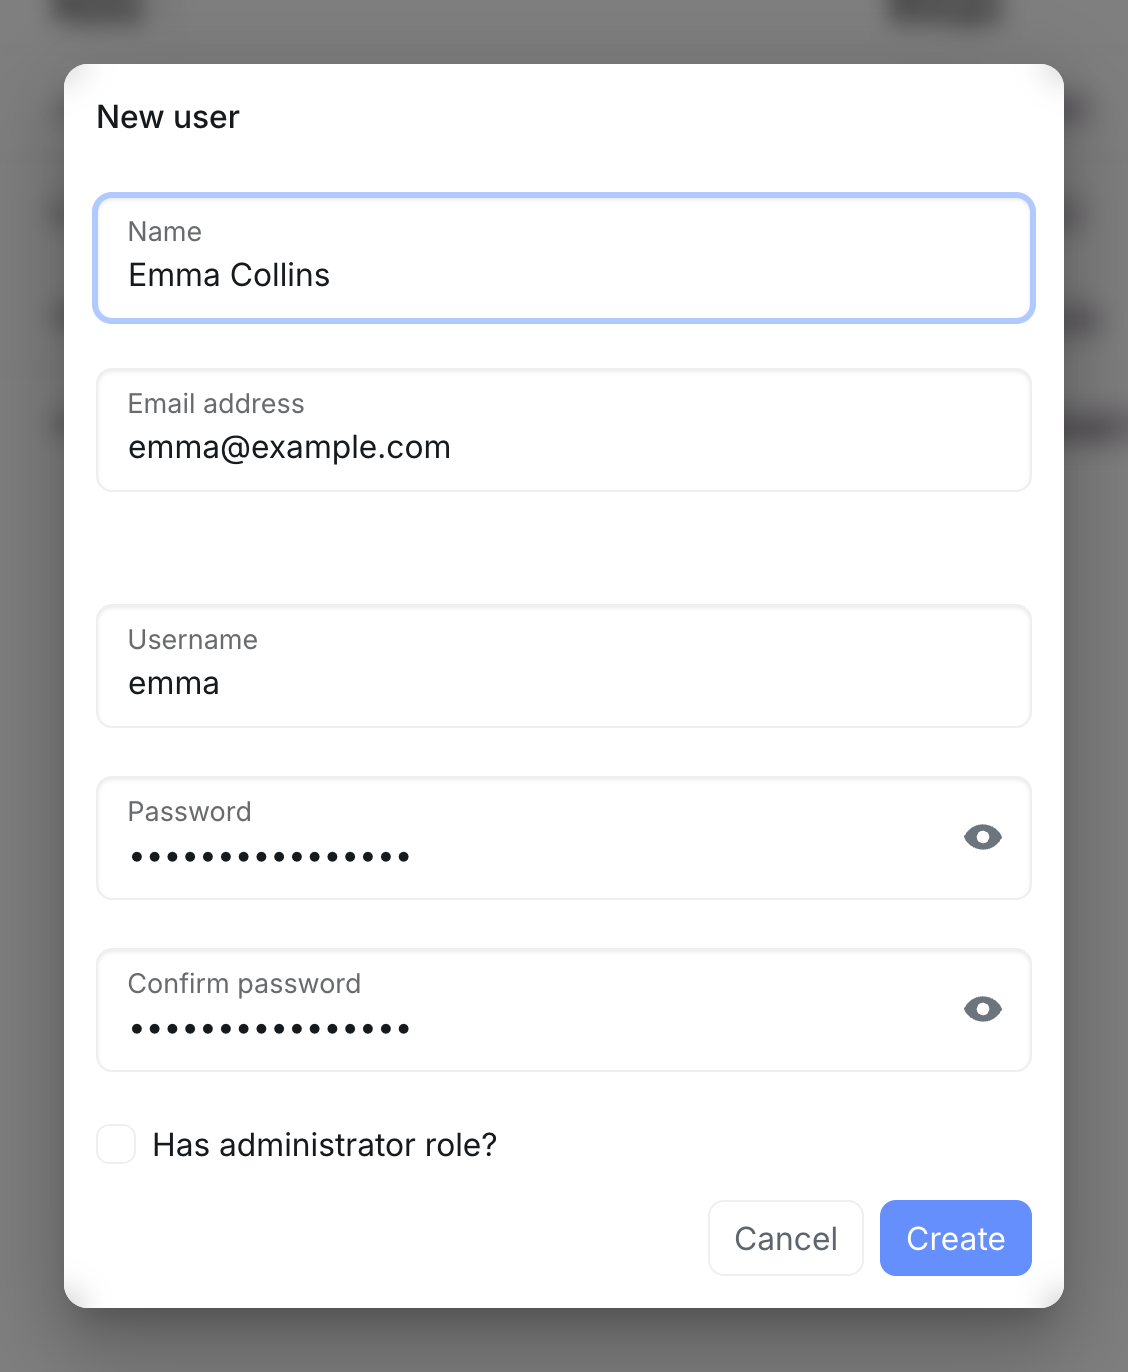 New user
Name
Emma Collins
Email address
emma@example.com
Username
emma
Password
••••••••••••••••
Confirm password
••••••••••••••••
Has administrator role?
Cancel
Create